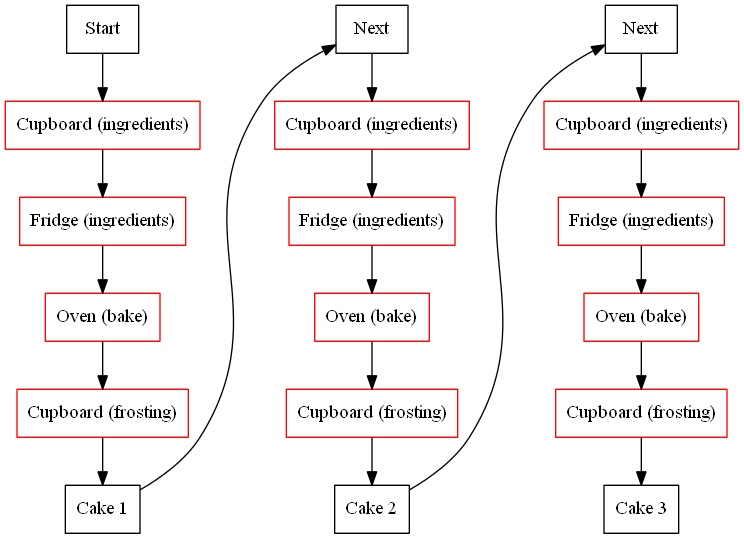 Start
Cupboard (ingredients)
Fridge (ingredients)
Oven (bake)
Cupboard (frosting)
Cake 1
Next
Cupboard (ingredients)
Fridge (ingredients)
Oven (bake)
Cupboard (frosting)
Cake 2
Next
Cupboard (ingredients)
Fridge (ingredients)
Oven (bake)
Cupboard (frosting)
Cake 3